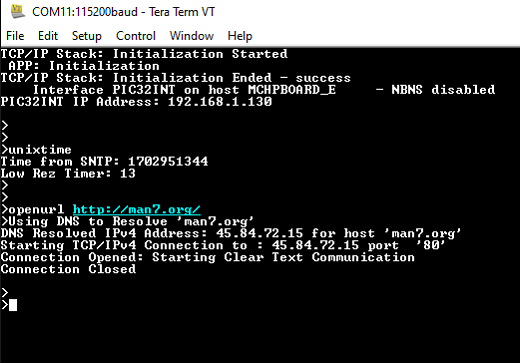 COM11:115200baud - Tera Term VT
File Edit Setup Control Window Help
TCP/IP Stack: Initialization Started
 APP: Initialization
TCP/IP Stack: Initialization Ended - success
    Interface PIC32INT on host MCHPBOARD_E     - NBNS disabled
PIC32INT IP Address: 192.168.1.130
>
>
>unixtime
Time from SNTP: 1702951344
Low Rez Timer: 13
>
>
>openurl http://man7.org/
>Using DNS to Resolve 'man7.org'
DNS Resolved IPv4 Address: 45.84.72.15 for host 'man7.org'
Starting TCP/IPv4 Connection to : 45.84.72.15 port  '80'
Connection Opened: Starting Clear Text Communication
Connection Closed
>
>